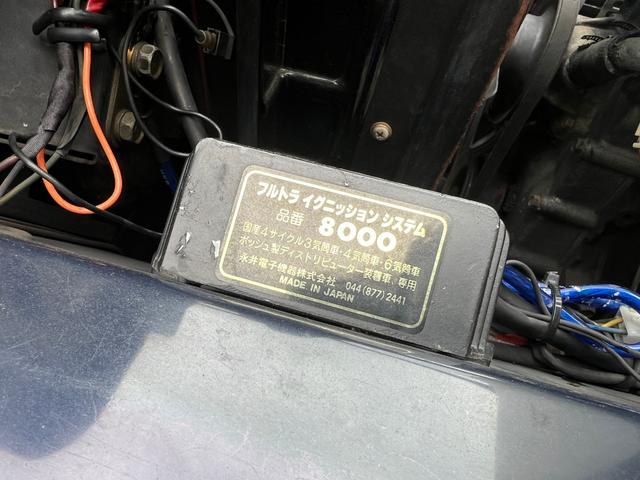 フルトラ イグニッション システム
品番 8000
国産4サイクル3気筒車・4気筒車・6気筒車
ボッシュ製ディストリビューター装着車、専用
永井電子機器株式会社 044(877)2441
MADE IN JAPAN